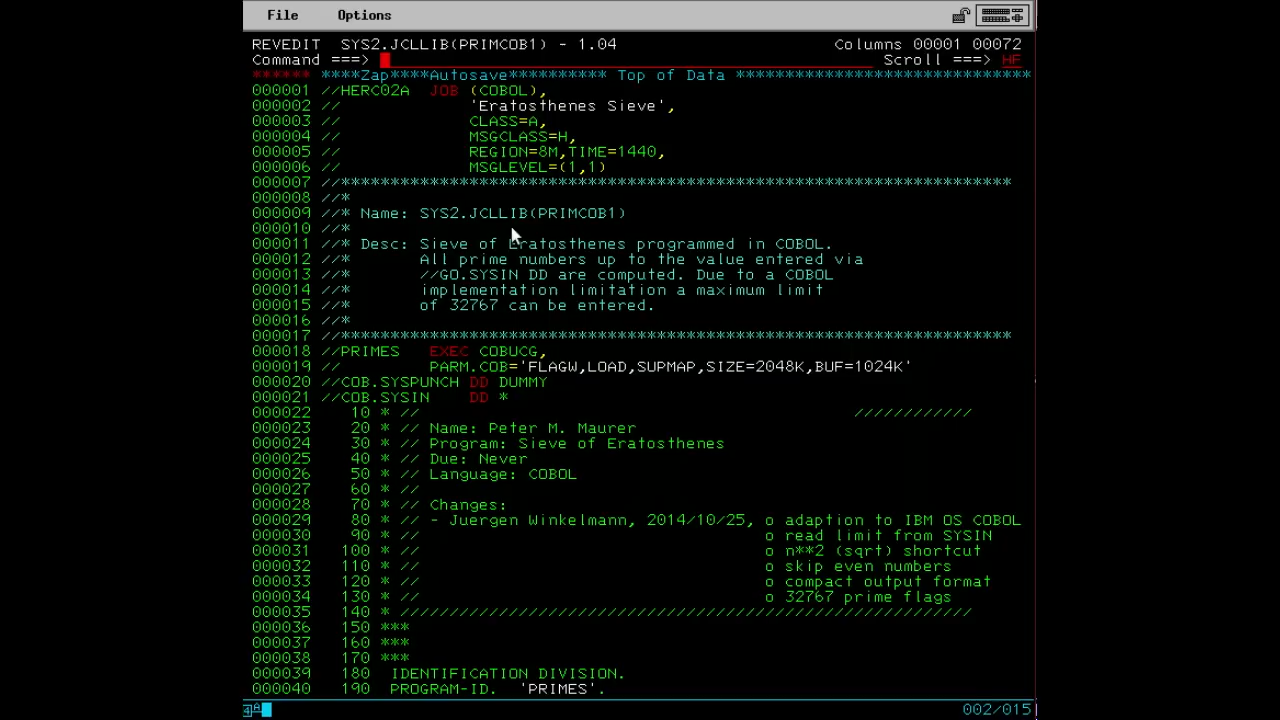 File Options
REVEDIT SYS2.JCLLIB(PRIMCOB1) - 1.04 Columns 00001 00072
Command ===> Scroll ===> HF
****** ****Zap****Autosave********** Top of Data ******************************
000001 //HERC02A JOB (COBOL),
000002 // 'Eratosthenes Sieve',
000003 // CLASS=A,
000004 // MSGCLASS=H,
000005 // REGION=8M,TIME=1440,
000006 // MSGLEVEL=(1,1)
000007 //********************************************************************
000008 //*
000009 //* Name: SYS2.JCLLIB(PRIMCOB1)
000010 //*
000011 //* Desc: Sieve of Eratosthenes programmed in COBOL.
000012 //* All prime numbers up to the value entered via
000013 //* //GO.SYSIN DD are computed. Due to a COBOL
000014 //* implementation limitation a maximum limit
000015 //* of 32767 can be entered.
000016 //*
000017 //********************************************************************
000018 //PRIMES EXEC COBUCG,
000019 // PARM.COB='FLAGW,LOAD,SUPMAP,SIZE=2048K,BUF=1024K'
000020 //COB.SYSPUNCH DD DUMMY
000021 //COB.SYSIN DD *
000022 10 * // ////////////
000023 20 * // Name: Peter M. Maurer
000024 30 * // Program: Sieve of Eratosthenes
000025 40 * // Due: Never
000026 50 * // Language: COBOL
000027 60 * //
000028 70 * // Changes:
000029 80 * // - Juergen Winkelmann, 2014/10/25, o adaption to IBM OS COBOL
000030 90 * // o read limit from SYSIN
000031 100 * // o n**2 (sqrt) shortcut
000032 110 * // o skip even numbers
000033 120 * // o compact output format
000034 130 * // o 32767 prime flags
000035 140 * //////////////////////////////////////////////////////////
000036 150 ***
000037 160 ***
000038 170 ***
000039 180 IDENTIFICATION DIVISION.
000040 190 PROGRAM-ID. 'PRIMES'.
4A 002/015